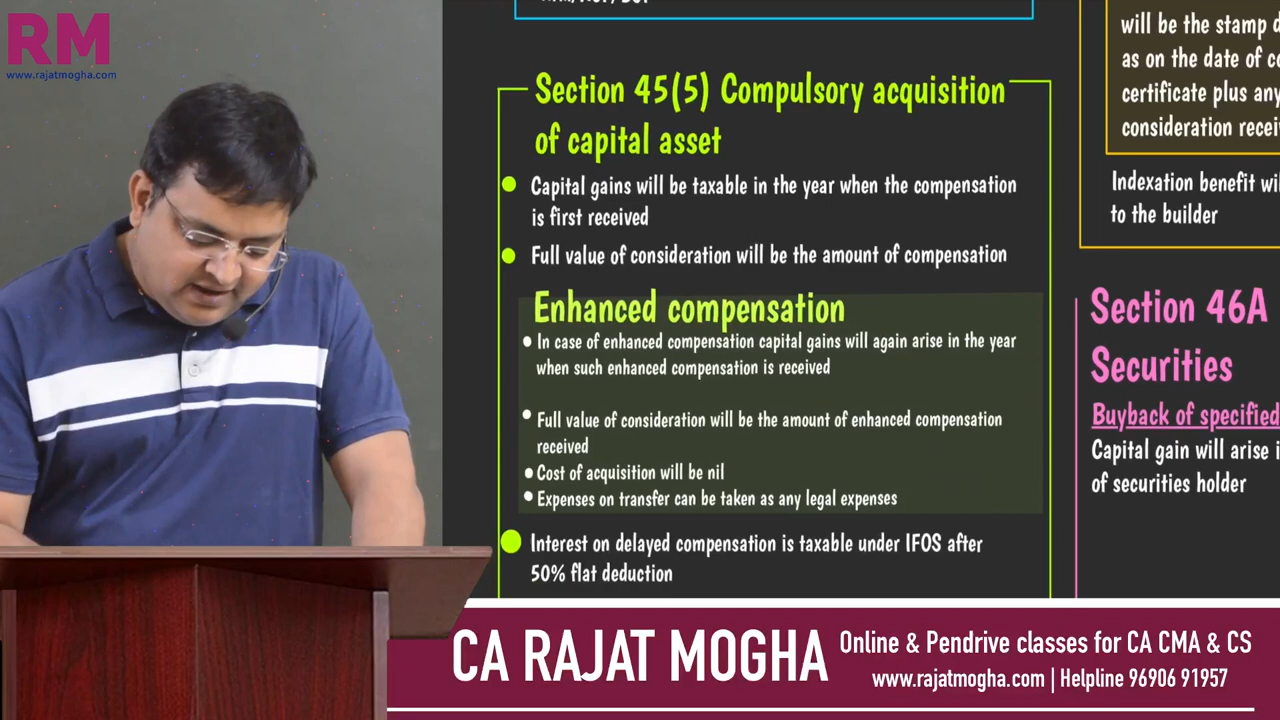 RM
www.rajatmogha.com
Section 45(5) Compulsory acquisition
of capital asset
Capital gains will be taxable in the year when the compensation
is first received
Full value of consideration will be the amount of compensation
Enhanced compensation
In case of enhanced compensation capital gains will again arise in the year
when such enhanced compensation is received
Full value of consideration will be the amount of enhanced compensation
received
Cost of acquisition will be nil
Expenses on transfer can be taken as any legal expenses
Interest on delayed compensation is taxable under IFOS after
50% flat deduction
will be the stamp
as on the date of
certificate plus any
consideration
Indexation benefit
to the builder
Section 46A
Securities
Buyback of specified
Capital gain will arise
of securities holder
CA RAJAT MOGHA
Online & Pendrive classes for CA CMA & CS
www.rajatmogha.com | Helpline 96906 91957